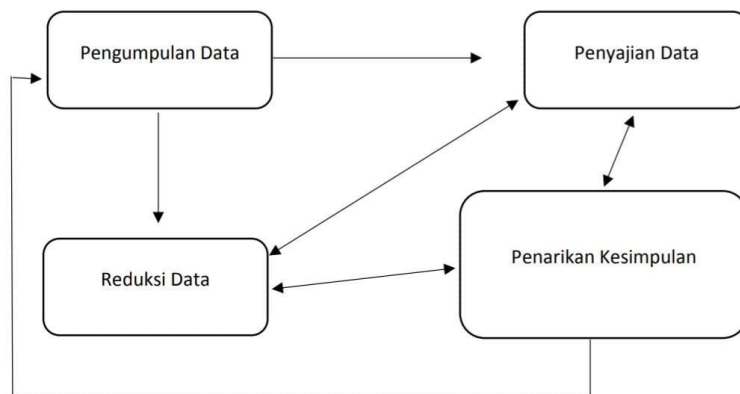 Pengumpulan Data
Penyajian Data
Reduksi Data
Penarikan Kesimpulan